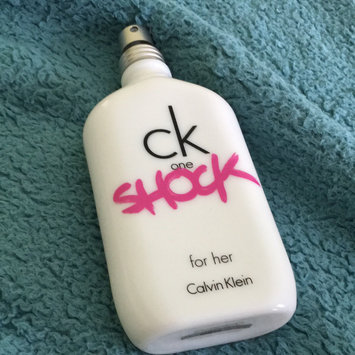 ck
one
SHOCK
for her
Calvin Klein